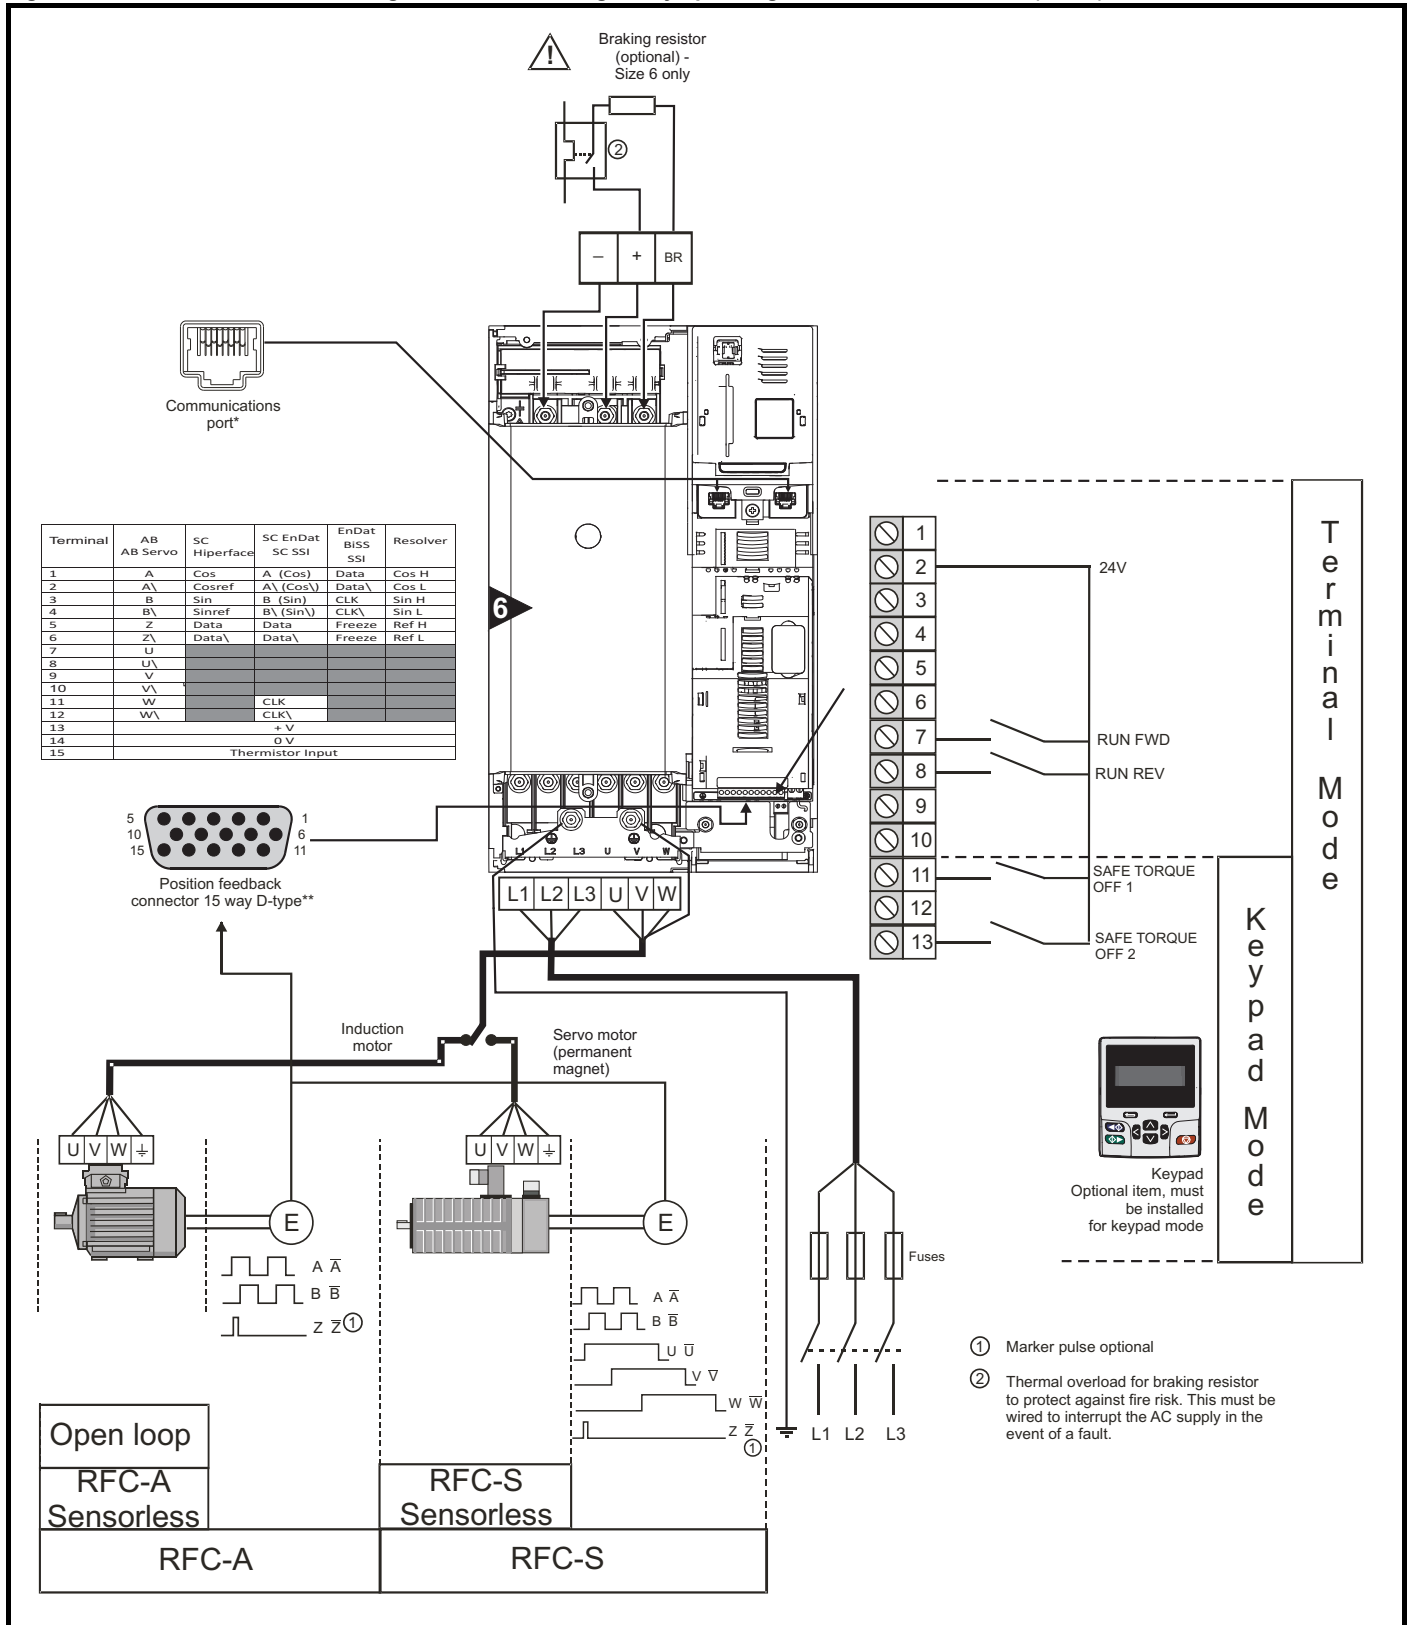 Braking resistor
(optional) -
Size 6 only
2
– + BR
Communications
port*
Terminal AB AB Servo SC Hiperface SC EnDat SC SSI EnDat BiSS SSI Resolver
1 A Cos A (Cos) Data Cos H
2 A\ Cosref A\ (Cos\) Data\ Cos L
3 B Sin B (Sin) CLK Sin H
4 B\ Sinref B\ (Sin\) CLK\ Sin L
5 Z Data Data Freeze Ref H
6 Z\ Data\ Data\ Freeze Ref L
7 U
8 U\
9 V
10 V\
11 W CLK
12 W\ CLK\
13 + V
14 0 V
15 Thermistor Input
6
1
2
3
4
5
6
7
8
9
10
11
12
13
24V
RUN FWD
RUN REV
SAFE TORQUE
OFF 1
SAFE TORQUE
OFF 2
Terminal Mode
Keypad Mode
5 1
10 6
15 11
Position feedback
connector 15 way D-type**
L1 L2 L3 U V W
L1 L2 L3 U V W
Induction
motor
Servo motor
(permanent
magnet)
U V W
U V W
E
E
A A̅
B B̅
Z Z̅ 1
A A̅
B B̅
U U̅
V V̅
W W̅
Z Z̅
1
Keypad
Optional item, must
be installed
for keypad mode
Fuses
L1 L2 L3
1 Marker pulse optional
2 Thermal overload for braking resistor
to protect against fire risk. This must be
wired to interrupt the AC supply in the
event of a fault.
Open loop
RFC-A
Sensorless
RFC-S
Sensorless
RFC-A
RFC-S